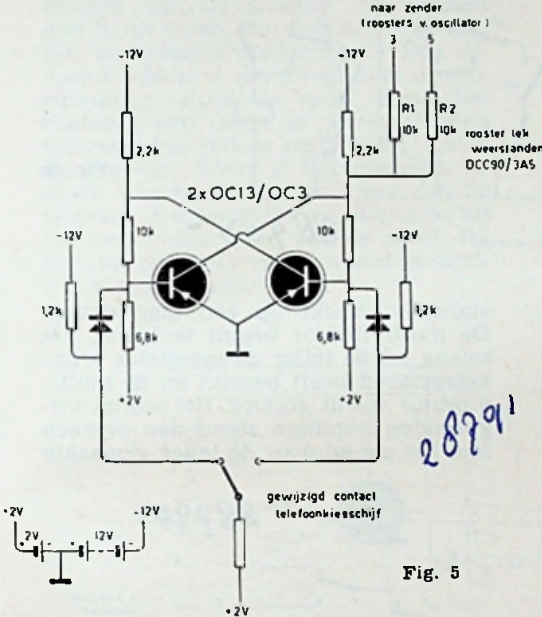 naar zender
(roosters v. oscillator)
3 5
-12V -12V
R1 R2
10k 10k
2,2k 2,2k
rooster lek
weerstanden
DCC90/3A5
2xOC13/OC3
10k 10k
-12V -12V
1,2k 1,2k
6,8k 6,8k
+2V +2V
28791
gewijzigd contact
telefoonkiesschijf
+2V -12V
2V 12V
+ - + -
Fig. 5
+2V